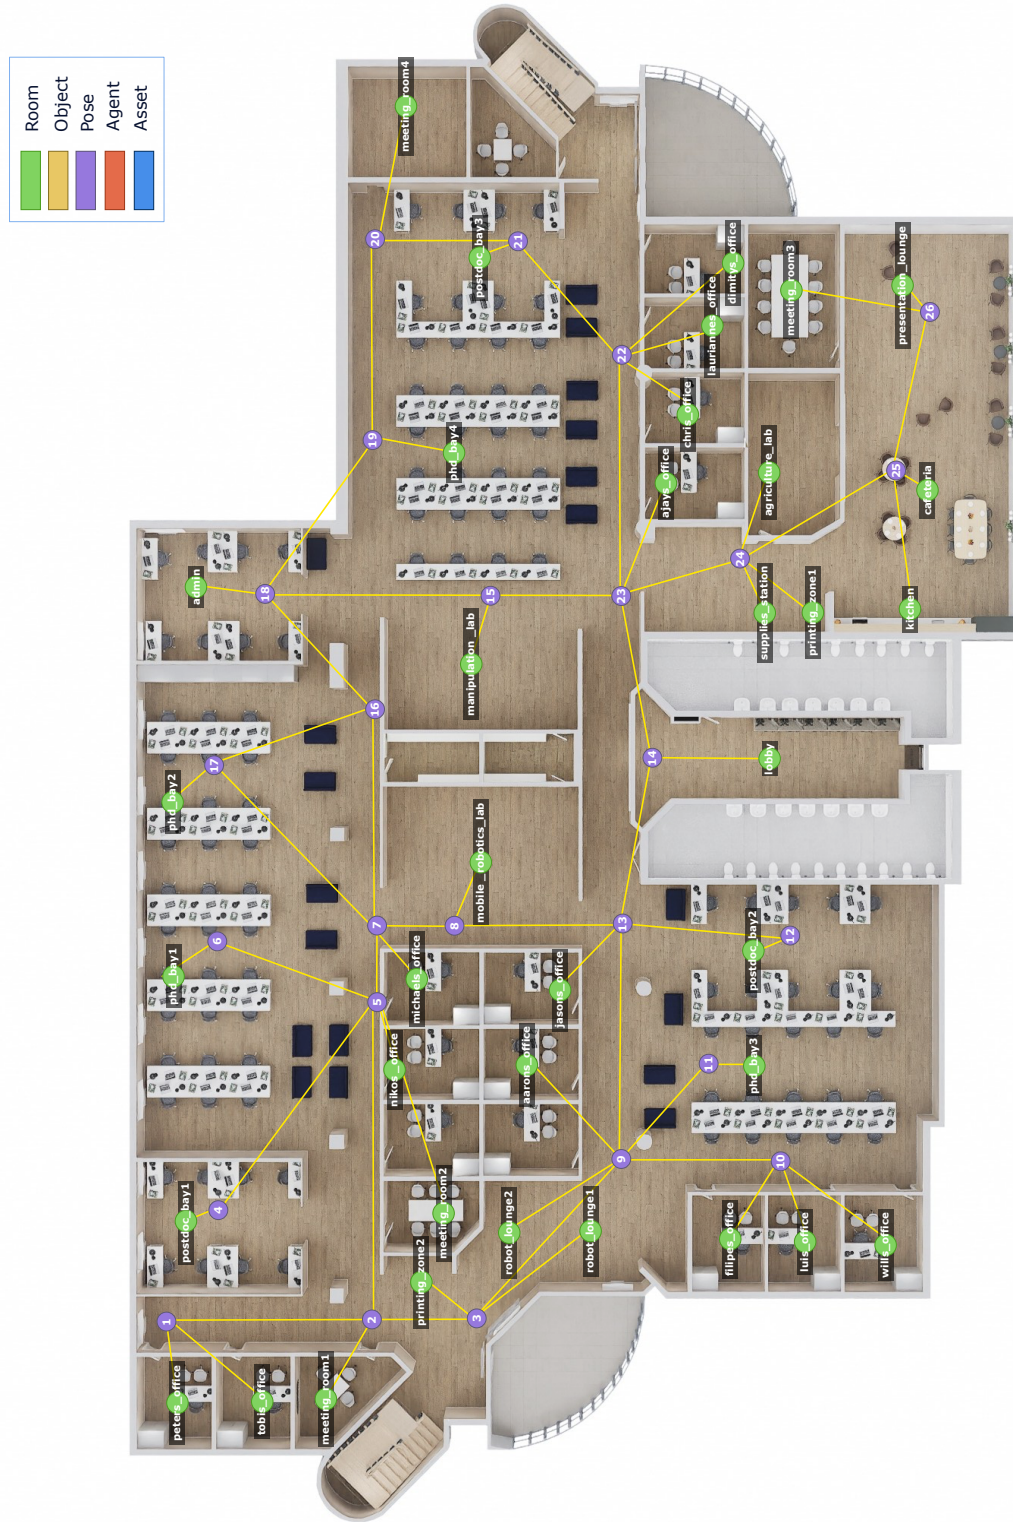 Room
Object
Pose
Agent
Asset
meeting_room4
20
21
postdoc_bay3
dimitys_office
meeting_room3
presentation_lounge
lauriannes_office
26
22
chris_office
19
phd_bay4
ajays_office
agriculture_lab
25
cafeteria
24
admin
18
15
23
supplies_station
printing_zone1
kitchen
manipulation_lab
16
17
phd_bay2
14
lobby
mobile_robotics_lab
7
8
13
6
phd_bay1
12
postdoc_bay2
michaels_office
jasons_office
5
nikos_office
aarons_office
11
phd_bay3
9
10
4
postdoc_bay1
meeting_room2
robot_lounge2
robot_lounge1
filipes_office
luis_office
wills_office
printing_zone2
1
2
3
peters_office
tobis_office
meeting_room1